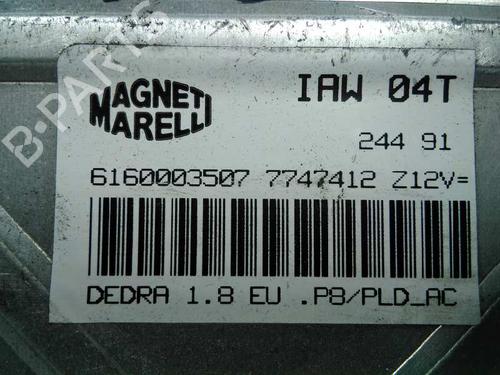 MAGNETI
MARELLI
IAW 04T
244 91
6160003507 7747412 Z12V=
DEDRA 1.8 EU .P8/PLD_AC
B-PARTS